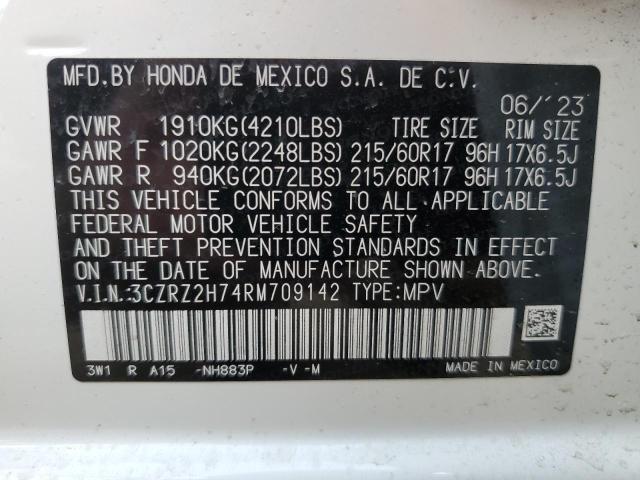 MFD.BY HONDA DE MEXICO S.A. DE C.V.
06/'23
GVWR 1910KG(4210LBS) TIRE SIZE RIM SIZE
GAWR F 1020KG(2248LBS) 215/60R17 96H 17X6.5J
GAWR R 940KG(2072LBS) 215/60R17 96H 17X6.5J
THIS VEHICLE CONFORMS TO ALL APPLICABLE
FEDERAL MOTOR VEHICLE SAFETY
AND THEFT PREVENTION STANDARDS IN EFFECT
ON THE DATE OF MANUFACTURE SHOWN ABOVE.
V.I.N.:3CZRZ2H74RM709142 TYPE:MPV
3W1 R A15 -NH883P -V -M MADE IN MEXICO